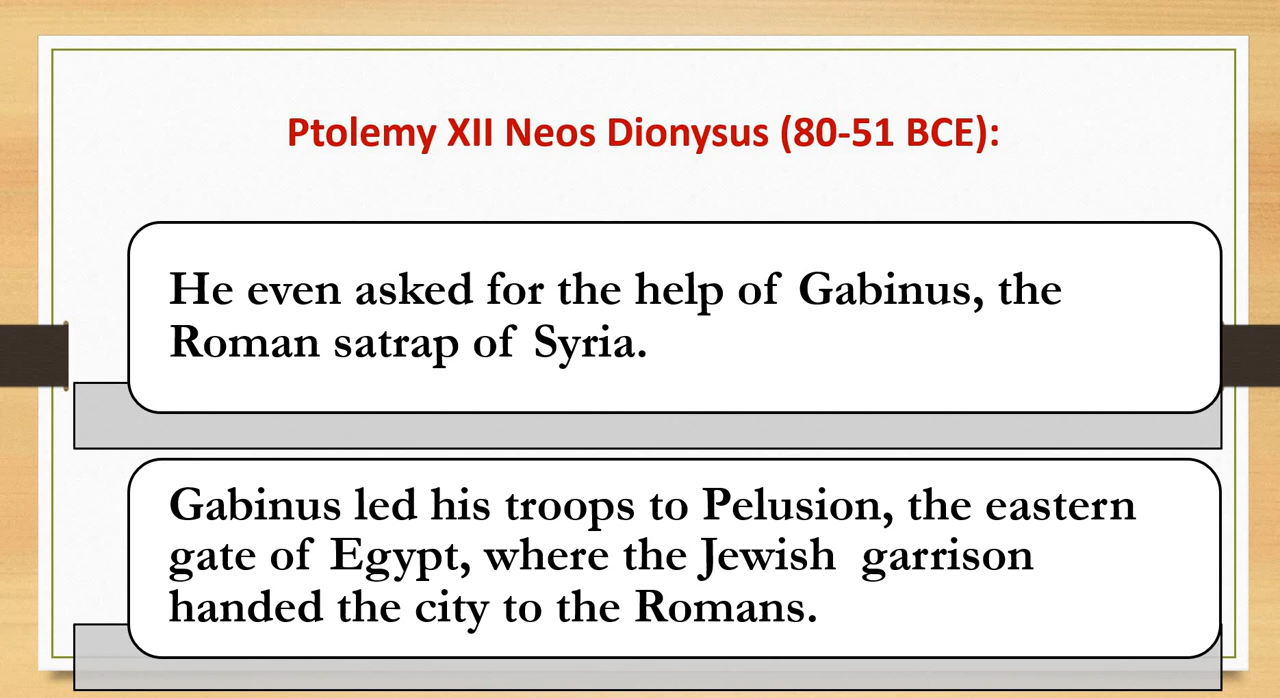 Ptolemy XII Neos Dionysus (80-51 BCE):
He even asked for the help of Gabinus, the
Roman satrap of Syria.
Gabinus led his troops to Pelusion, the eastern
gate of Egypt, where the Jewish garrison
handed the city to the Romans.